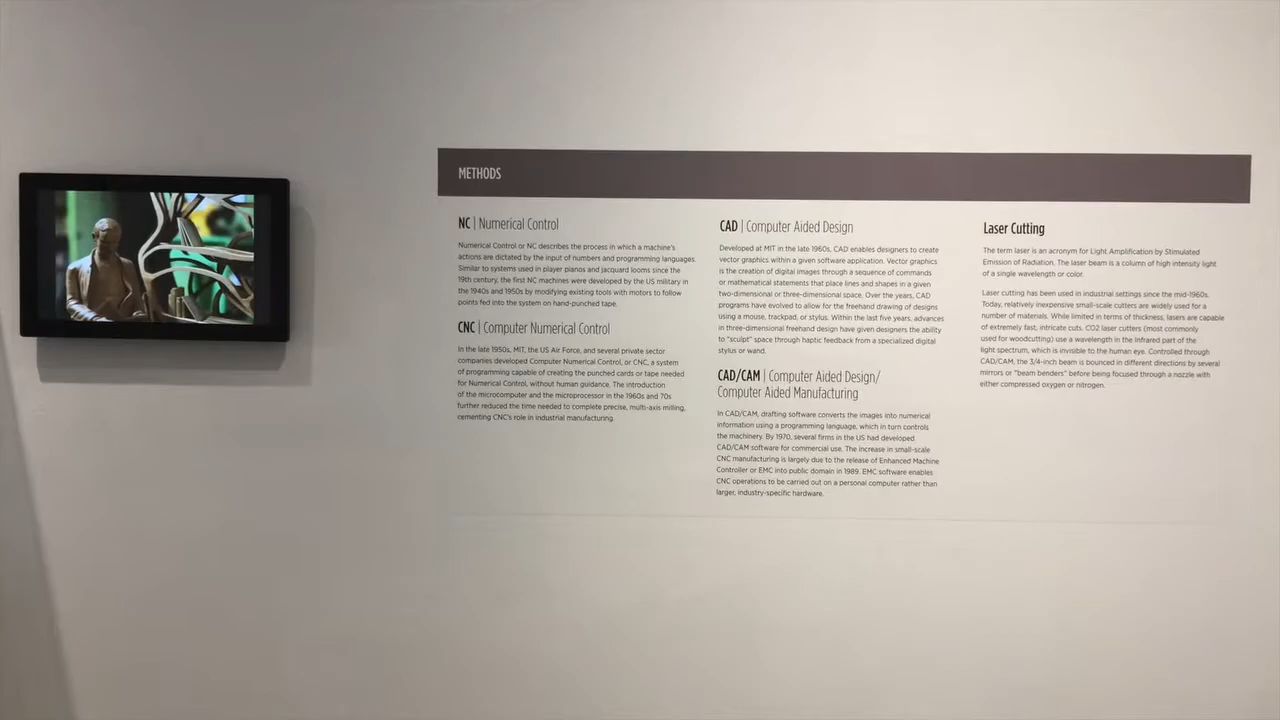 METHODS
NC | Numerical Control
Numerical Control or NC describes the process in which a machine's
actions are dictated by the input of numbers and programming languages.
Similar to systems used in player pianos and jacquard looms since the
19th century, the first NC machines were developed by the US military in
the 1940s and 1950s by modifying existing tools with motors to follow
points fed into the system on hand-punched tape.
CNC | Computer Numerical Control
In the late 1950s, MIT, the US Air Force, and several private sector
companies developed Computer Numerical Control, or CNC, a system
of programming capable of creating the punched cards or tape needed
for Numerical Control, without human guidance. The introduction
of the microcomputer and the microprocessor in the 1960s and 70s
further reduced the time needed to complete precise, multi-axis milling,
cementing CNC's role in industrial manufacturing.
CAD | Computer Aided Design
Developed at MIT in the late 1960s, CAD enables designers to create
vector graphics within a given software application. Vector graphics
is the creation of digital images through a sequence of commands
or mathematical statements that place lines and shapes in a given
two-dimensional or three-dimensional space. Over the years, CAD
programs have evolved to allow for the freehand drawing of designs
using a mouse, trackpad, or stylus. Within the last five years, advances
in three-dimensional freehand design have given designers the ability
to "sculpt" space through haptic feedback from a specialized digital
stylus or wand.
CAD/CAM | Computer Aided Design/
Computer Aided Manufacturing
In CAD/CAM, drafting software converts the images into numerical
information using a programming language, which in turn controls
the machinery. By 1970, several firms in the US had developed
CAD/CAM software for commercial use. The increase in small-scale
CNC manufacturing is largely due to the release of Enhanced Machine
Controller or EMC into public domain in 1989. EMC software enables
CNC operations to be carried out on a personal computer rather than
larger, industry-specific hardware.
Laser Cutting
The term laser is an acronym for Light Amplification by Stimulated
Emission of Radiation. The laser beam is a column of high intensity light
of a single wavelength or color.
Laser cutting has been used in industrial settings since the mid-1960s.
Today, relatively inexpensive small-scale cutters are widely used for a
number of materials. While limited in terms of thickness, lasers are capable
of extremely fast, intricate cuts. CO2 laser cutters (most commonly
used for woodcutting) use a wavelength in the Infrared part of the
light spectrum, which is invisible to the human eye. Controlled through
CAD/CAM, the 3/4-inch beam is bounced in different directions by several
mirrors or "beam benders" before being focused through a nozzle with
either compressed oxygen or nitrogen.